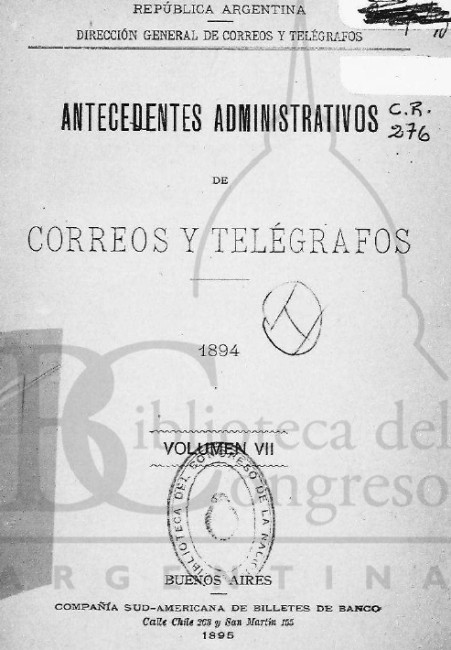 REPÚBLICA ARGENTINA
DIRECCIÓN GENERAL DE CORREOS Y TELÉGRAFOS
ANTECEDENTES ADMINISTRATIVOS
C.R.
276
DE
CORREOS Y TELÉGRAFOS
1894
Biblioteca del
Congreso
ARGENTINA
VOLUMEN VII
BIBLIOTECA DEL CONGRESO DE LA NACIÓN
BUENOS AIRES
COMPAÑÍA SUD-AMERICANA DE BILLETES DE BANCO
Calle Chile 263 y San Martin 155
1895